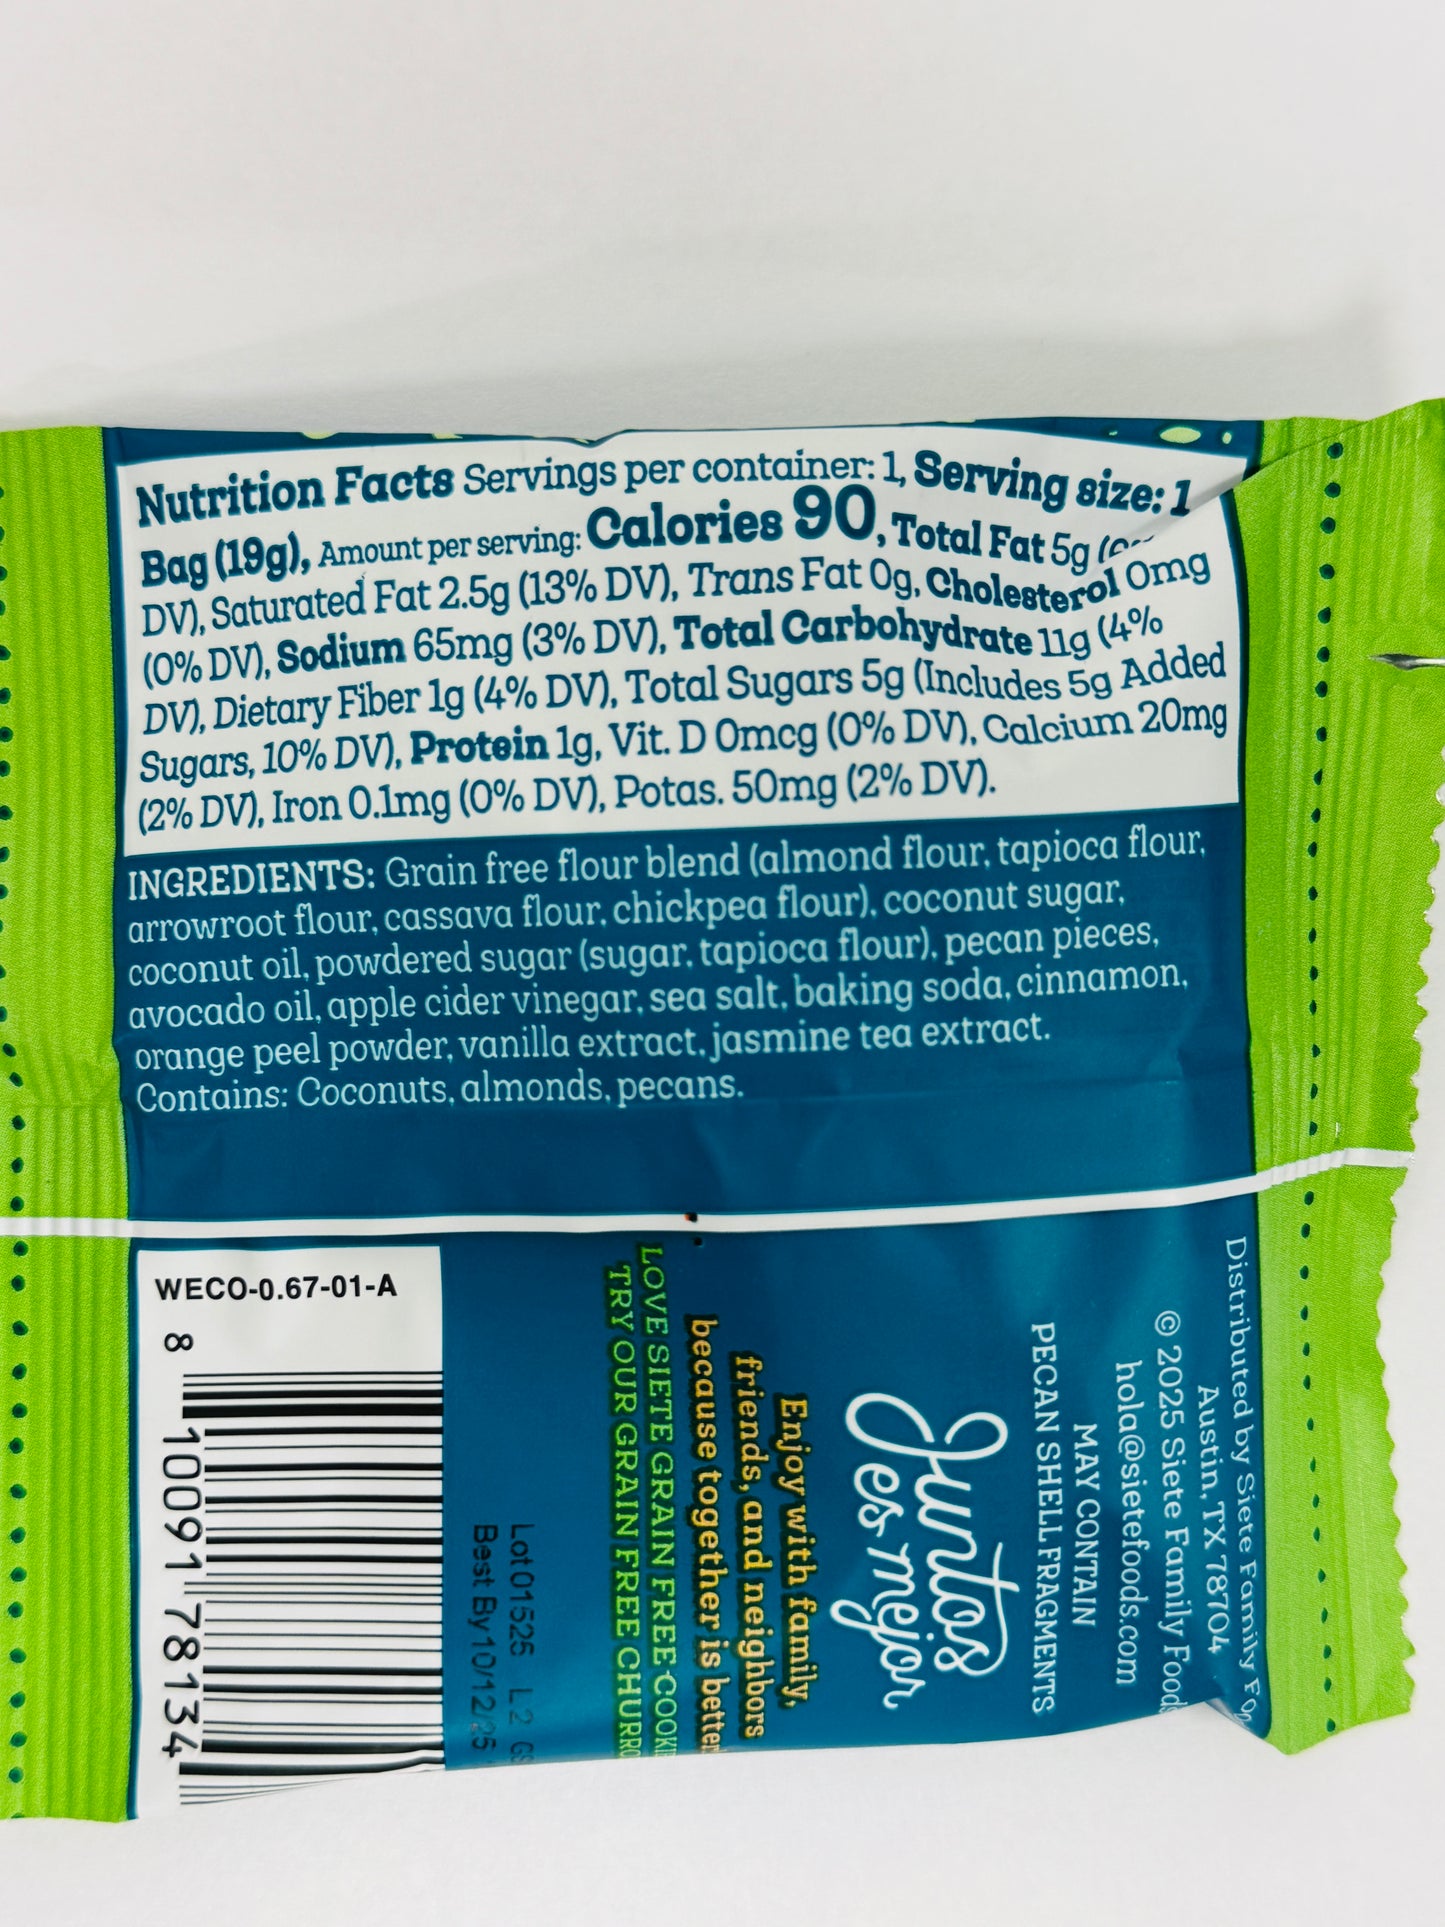 Nutrition Facts Servings per container: 1, Serving size: 1
Bag (19g), Amount per serving: Calories 90, Total Fat 5g
DV), Saturated Fat 2.5g (13% DV), Trans Fat 0g, Cholesterol 0mg
(0% DV), Sodium 65mg (3% DV), Total Carbohydrate 11g (4%
DV), Dietary Fiber 1g (4% DV), Total Sugars 5g (Includes 5g Added
Sugars, 10% DV), Protein 1g, Vit. D 0mcg (0% DV), Calcium 20mg
(2% DV), Iron 0.1mg (0% DV), Potas. 50mg (2% DV).
INGREDIENTS: Grain free flour blend (almond flour, tapioca flour,
arrowroot flour, cassava flour, chickpea flour), coconut sugar,
coconut oil, powdered sugar (sugar, tapioca flour), pecan pieces,
avocado oil, apple cider vinegar, sea salt, baking soda, cinnamon,
orange peel powder, vanilla extract, jasmine tea extract.
Contains: Coconuts, almonds, pecans.
Distributed by Siete Family
Austin, TX 78704
© 2025 Siete Family
hola@sietefoods.com
MAY CONTAIN
PECAN SHELL FRAGMENTS
Juntos
es mejor
Enjoy with family,
friends, and neighbors
because together is better
LOVE SIETE GRAIN FREE COOKI
TRY OUR GRAIN FREE CHURRO
Lot 01525 L2
Best By 10/12/25
WECO-0.67-01-A
8 10091 78134